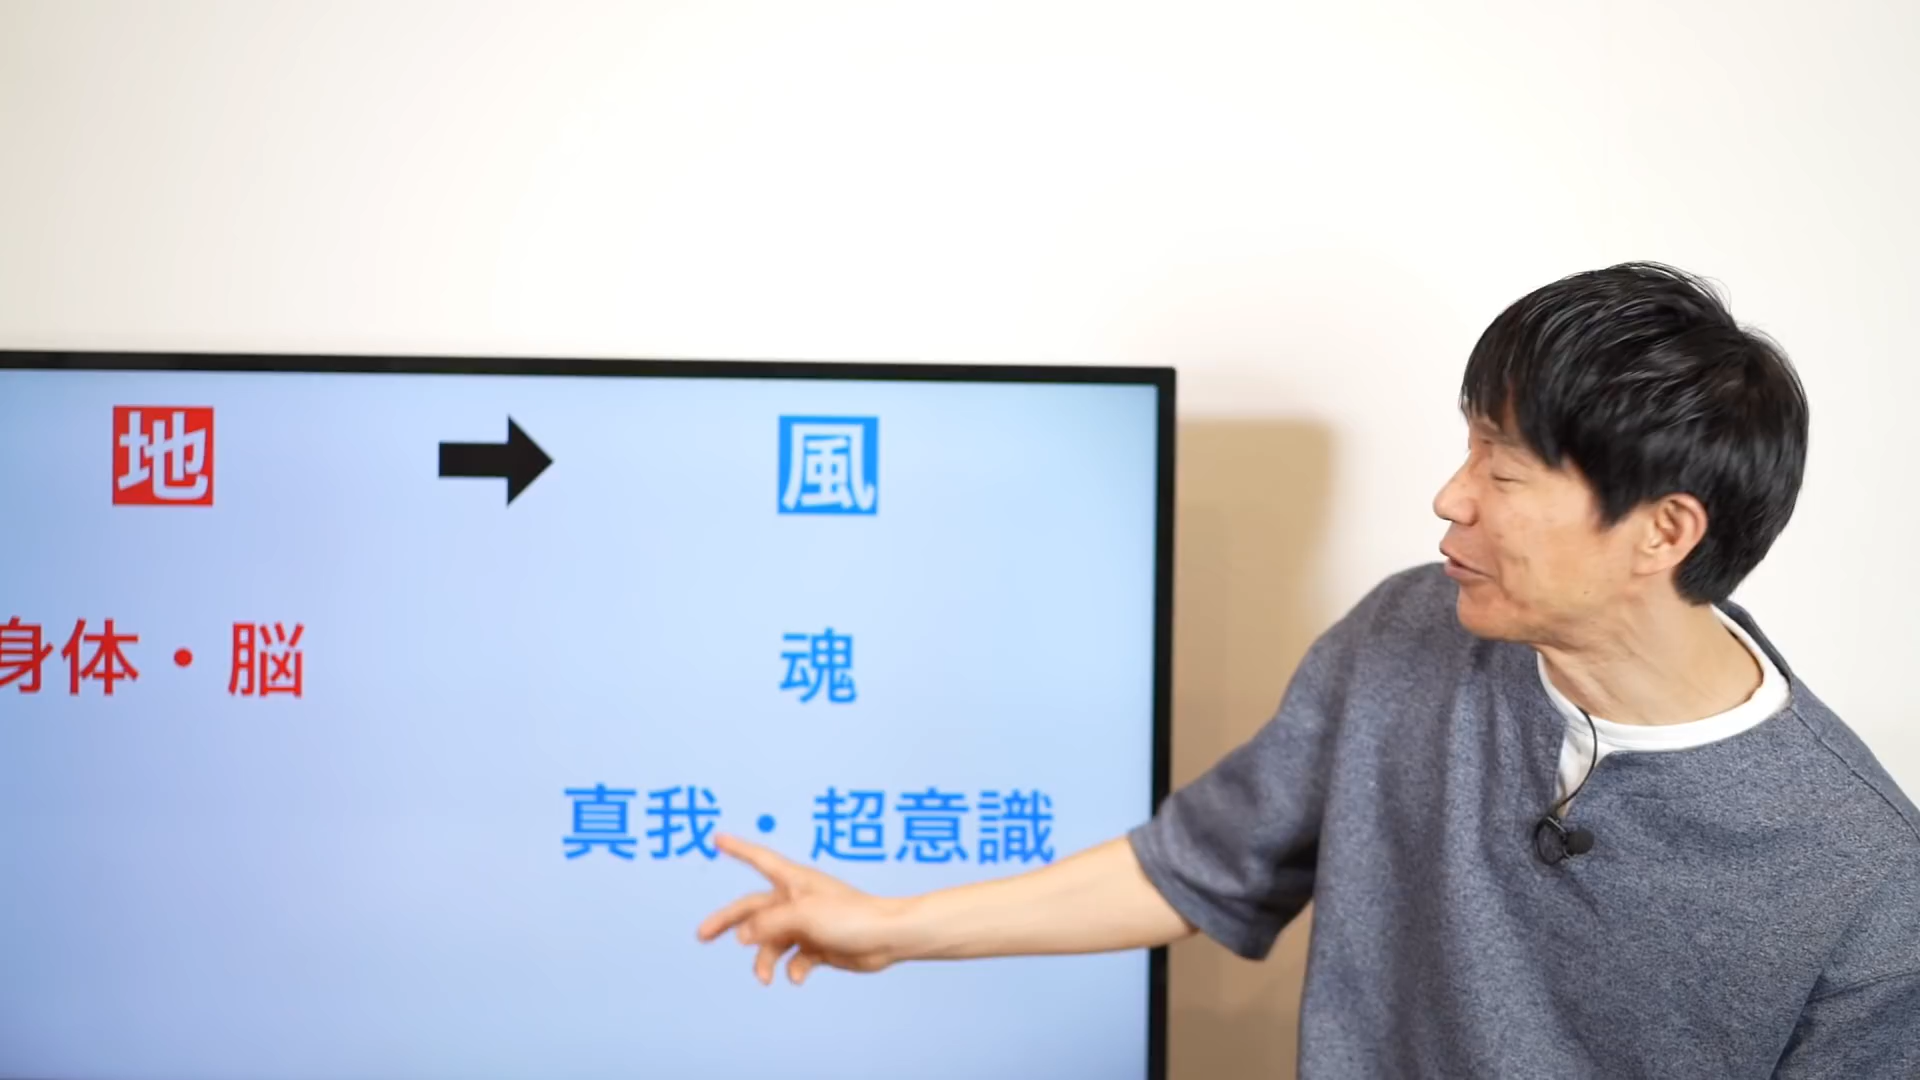 地 ➡ 風
身体・脳 魂
真我・超意識